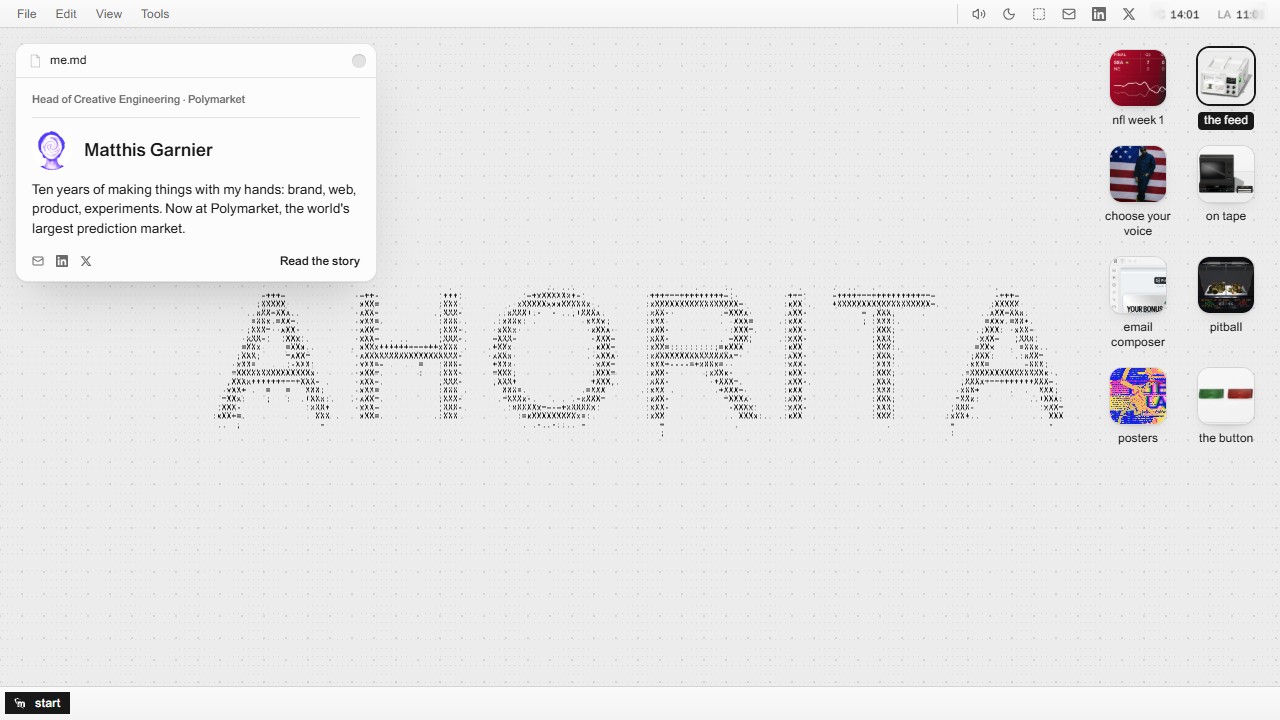 File Edit View Tools
14:01 LA
me.md
Head of Creative Engineering · Polymarket
Matthis Garnier
Ten years of making things with my hands: brand, web,
product, experiments. Now at Polymarket, the world's
largest prediction market.
Read the story
AHORITA
nfl week 1
the feed
choose your
voice
on tape
YOUR BONUS
email
composer
pitball
posters
the button
start